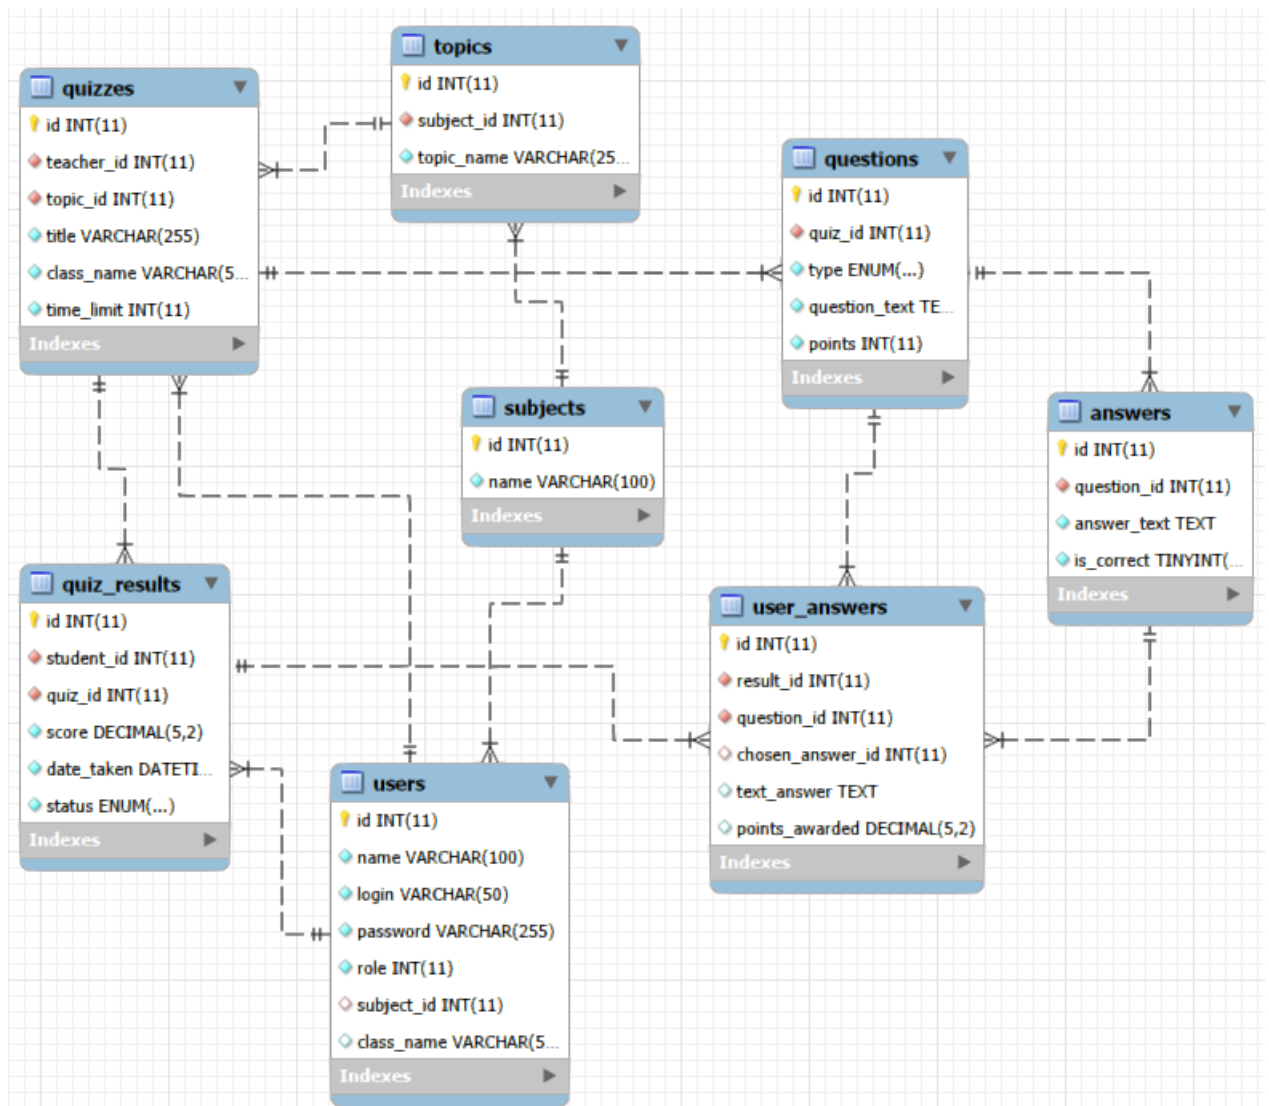 topics
id INT(11)
subject_id INT(11)
topic_name VARCHAR(25...
Indexes
quizzes
id INT(11)
teacher_id INT(11)
topic_id INT(11)
title VARCHAR(255)
class_name VARCHAR(5...
time_limit INT(11)
Indexes
questions
id INT(11)
quiz_id INT(11)
type ENUM(...)
question_text TE...
points INT(11)
Indexes
subjects
id INT(11)
name VARCHAR(100)
Indexes
answers
id INT(11)
question_id INT(11)
answer_text TEXT
is_correct TINYINT(...
Indexes
quiz_results
id INT(11)
student_id INT(11)
quiz_id INT(11)
score DECIMAL(5,2)
date_taken DATETI...
status ENUM(...)
Indexes
user_answers
id INT(11)
result_id INT(11)
question_id INT(11)
chosen_answer_id INT(11)
text_answer TEXT
points_awarded DECIMAL(5,2)
Indexes
users
id INT(11)
name VARCHAR(100)
login VARCHAR(50)
password VARCHAR(255)
role INT(11)
subject_id INT(11)
class_name VARCHAR(5...
Indexes